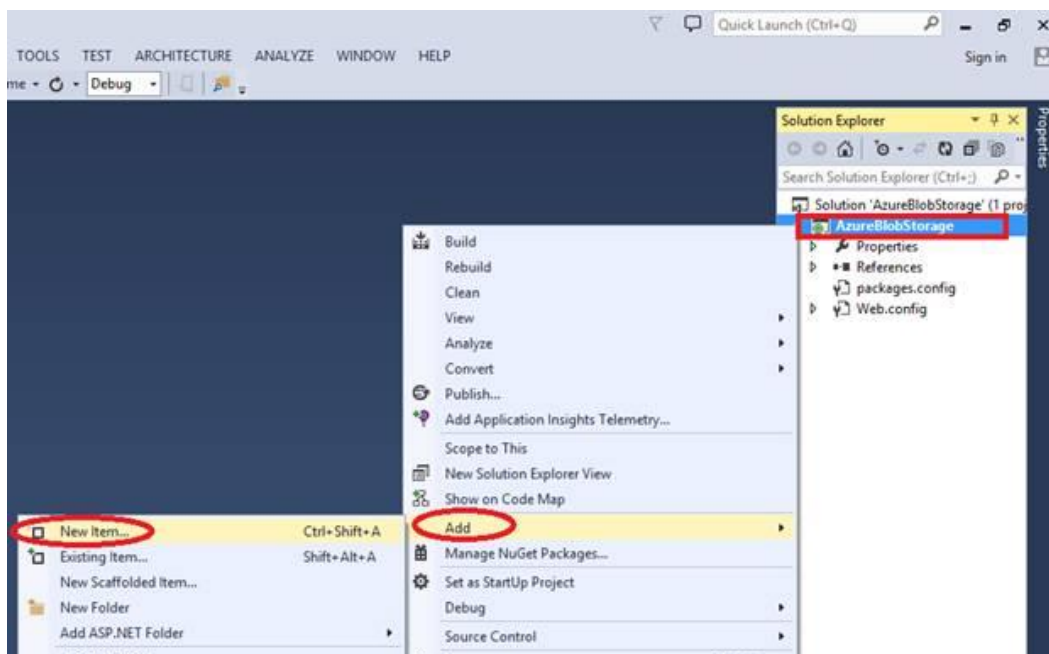 Quick Launch (Ctrl+Q)
TOOLS TEST ARCHITECTURE ANALYZE WINDOW HELP
Sign in
me Debug
Properties
Solution Explorer
Search Solution Explorer (Ctrl+;)
Solution 'AzureBlobStorage' (1 proj
AzureBlobStorage
Properties
References
packages.config
Web.config
Build
Rebuild
Clean
View
Analyze
Convert
Publish...
Add Application Insights Telemetry...
Scope to This
New Solution Explorer View
Show on Code Map
Add
Manage NuGet Packages...
Set as StartUp Project
Debug
Source Control
New Item... Ctrl+Shift+A
Existing Item... Shift+Alt+A
New Scaffolded Item...
New Folder
Add ASP.NET Folder